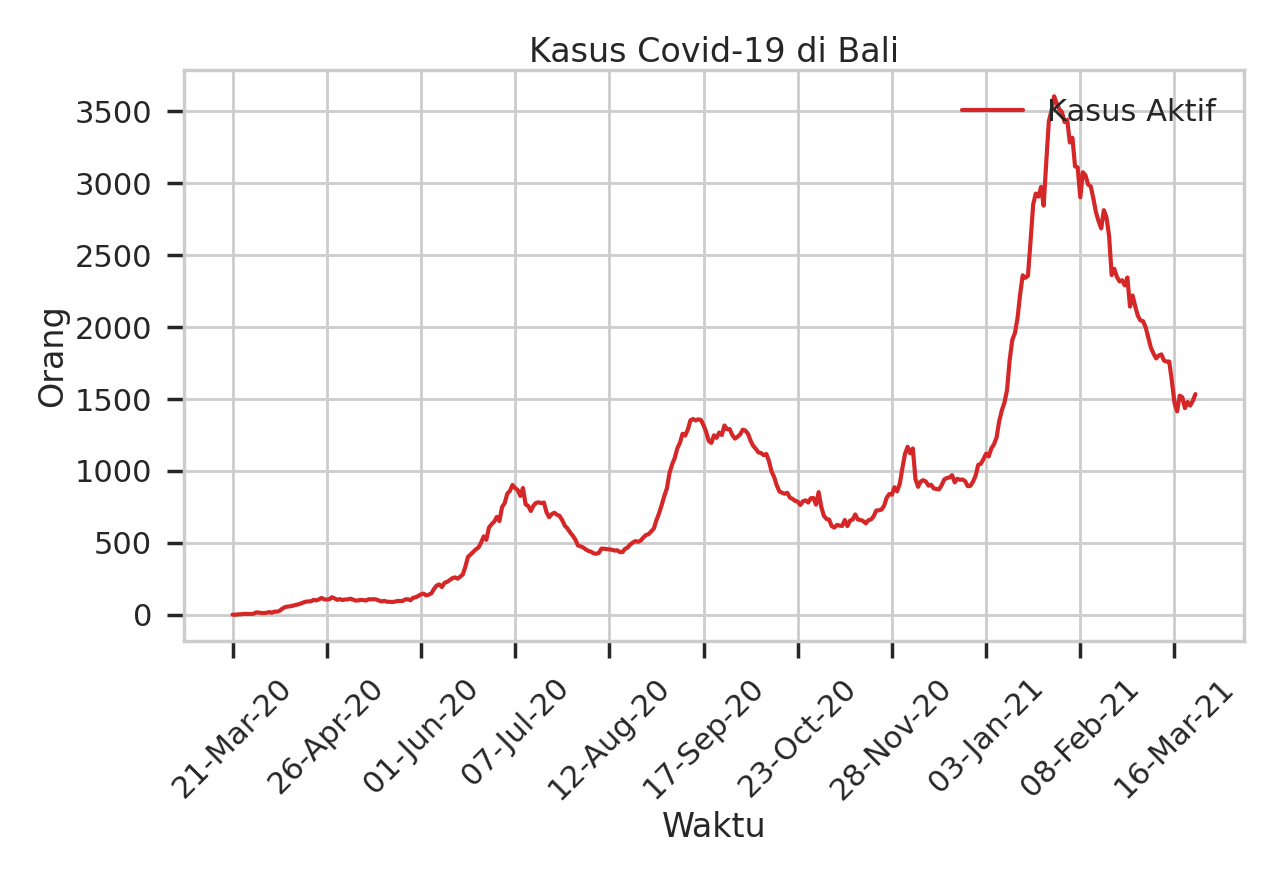 Kasus Covid-19 di Bali
Kasus Aktif
Orang
3500
3000
2500
2000
1500
1000
500
0
21-Mar-20
26-Apr-20
01-Jun-20
07-Jul-20
12-Aug-20
17-Sep-20
23-Oct-20
28-Nov-20
03-Jan-21
08-Feb-21
16-Mar-21
Waktu